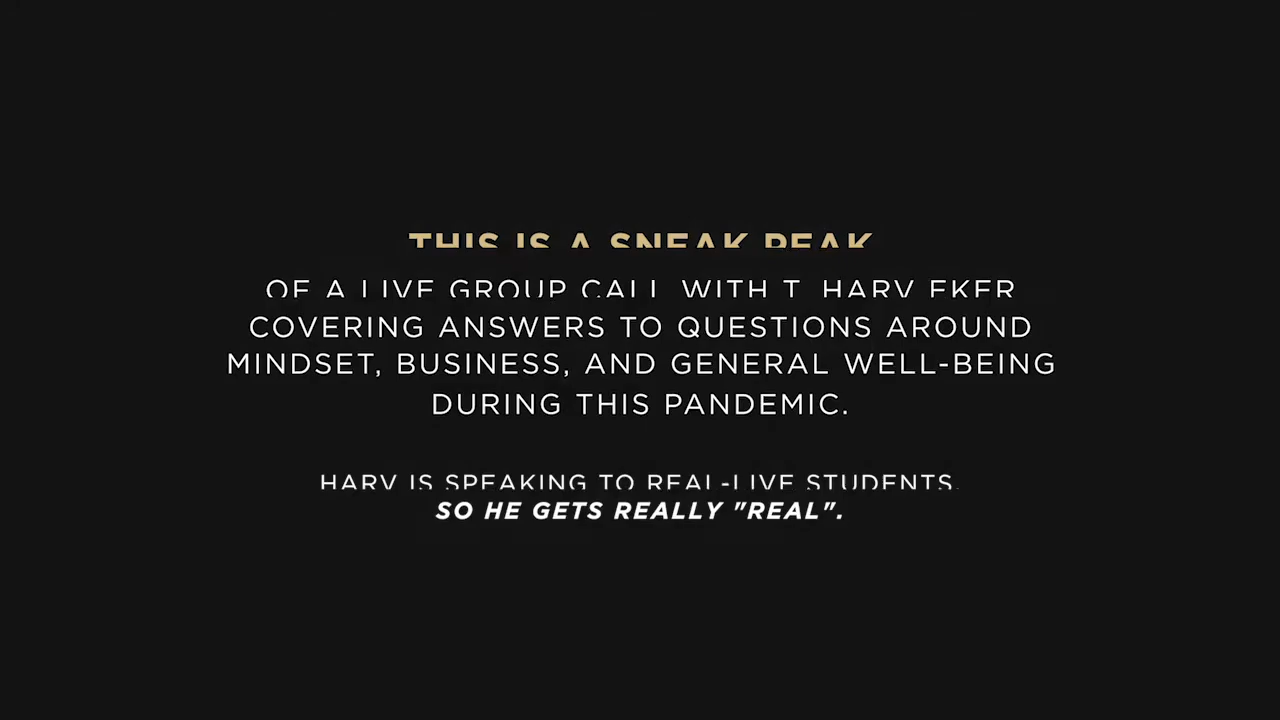 THIS IS A SNEAK PEAK
OF A LIVE GROUP CALL WITH T. HARV EKER
COVERING ANSWERS TO QUESTIONS AROUND
MINDSET, BUSINESS, AND GENERAL WELL-BEING
DURING THIS PANDEMIC.
HARV IS SPEAKING TO REAL-LIVE STUDENTS,
SO HE GETS REALLY "REAL".